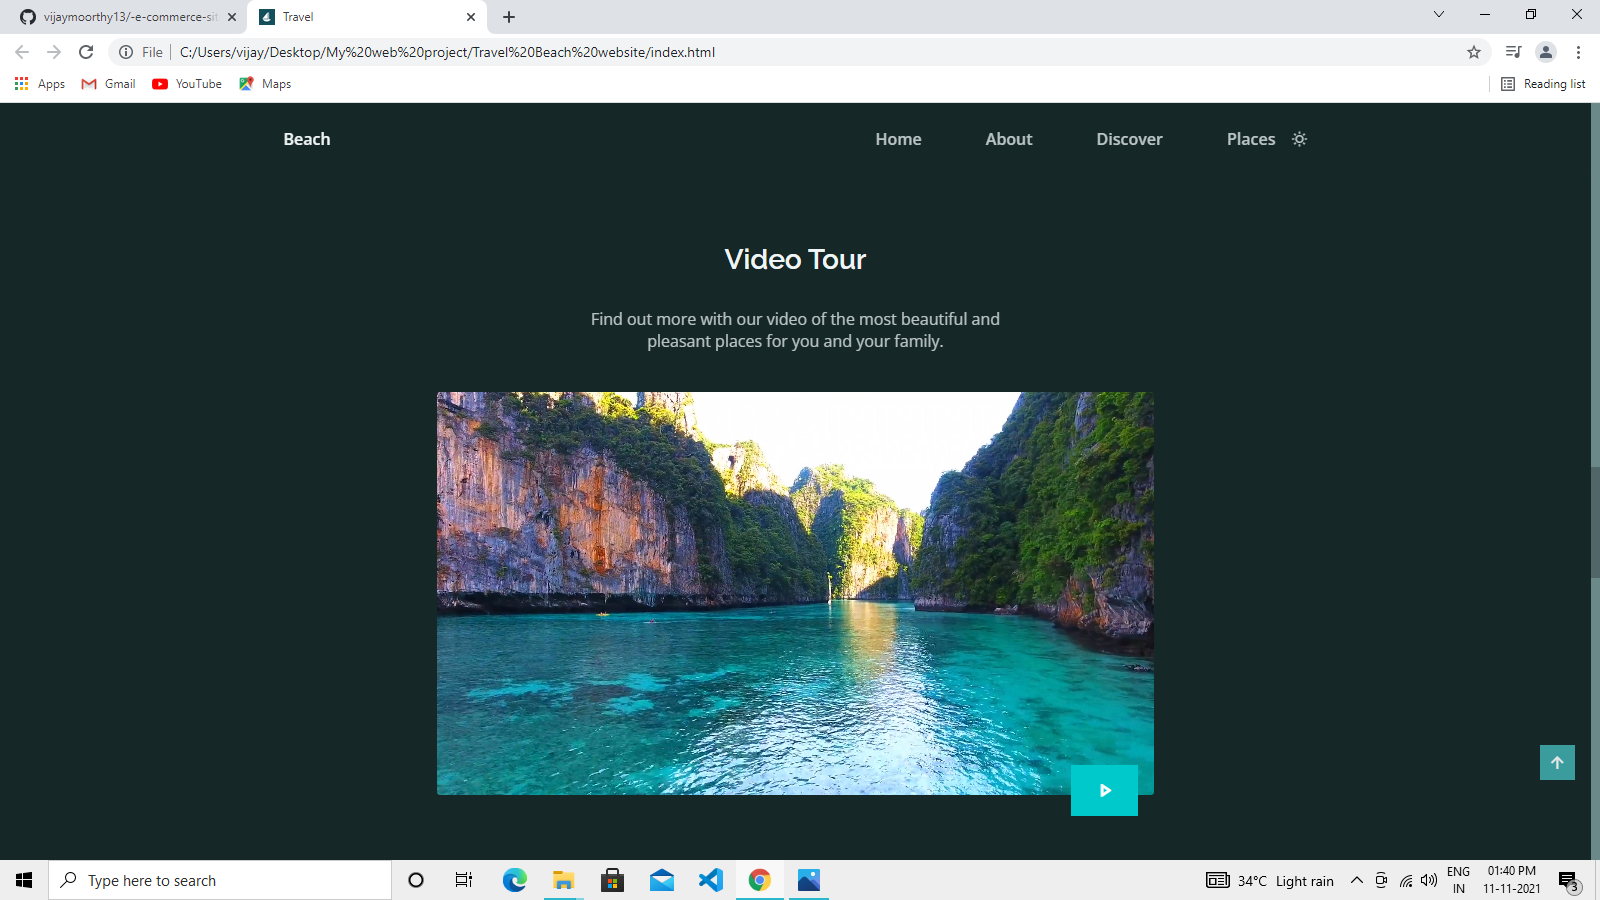 vijaymoorthy13/-e-commerce-sit
Travel
File
C:/Users/vijay/Desktop/My%20web%20project/Travel%20Beach%20website/index.html
Apps
Gmail
YouTube
Maps
Reading list
Beach
Home
About
Discover
Places
Video Tour
Find out more with our video of the most beautiful and
pleasant places for you and your family.
Type here to search
34°C Light rain
ENG
IN
01:40 PM
11-11-2021
3